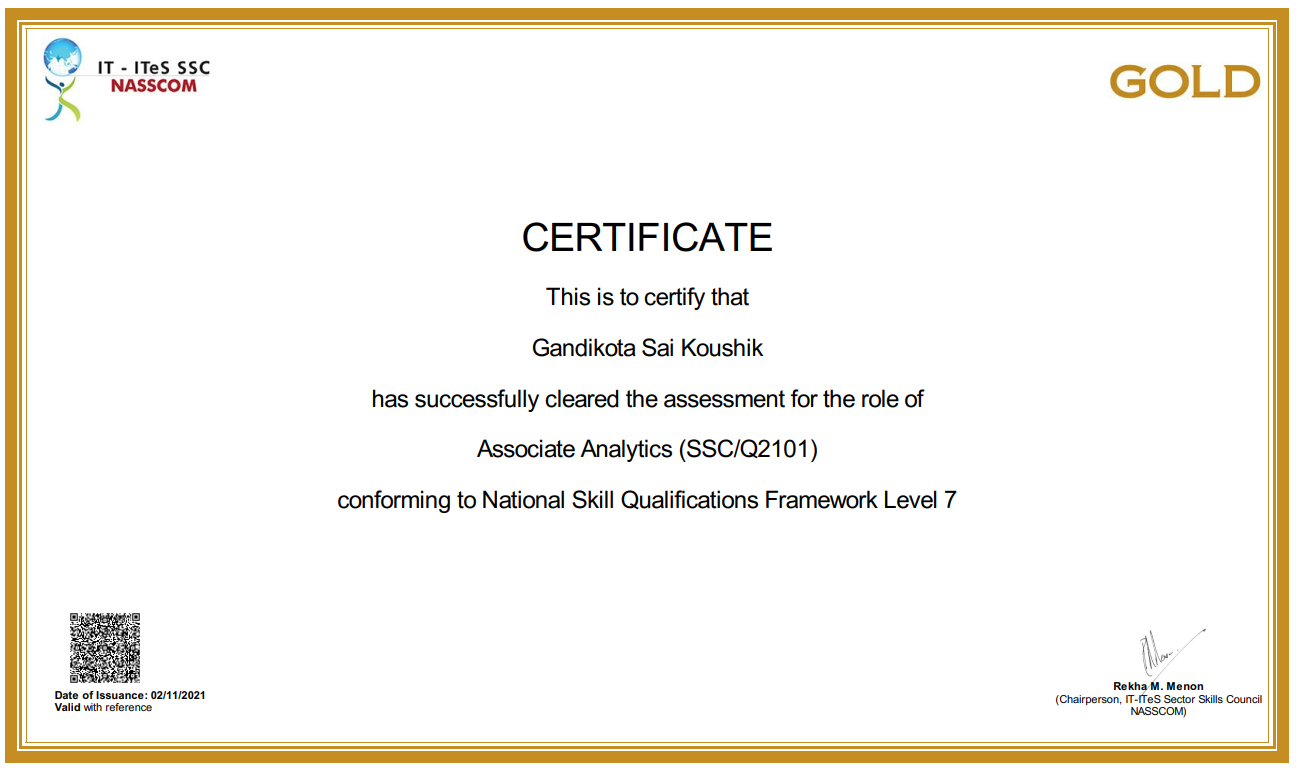 IT - ITeS SSC
NASSCOM
GOLD
CERTIFICATE
This is to certify that
Gandikota Sai Koushik
has successfully cleared the assessment for the role of
Associate Analytics (SSC/Q2101)
conforming to National Skill Qualifications Framework Level 7
Date of Issuance: 02/11/2021
Valid with reference
Rekha M. Menon
(Chairperson, IT-ITeS Sector Skills Council
NASSCOM)